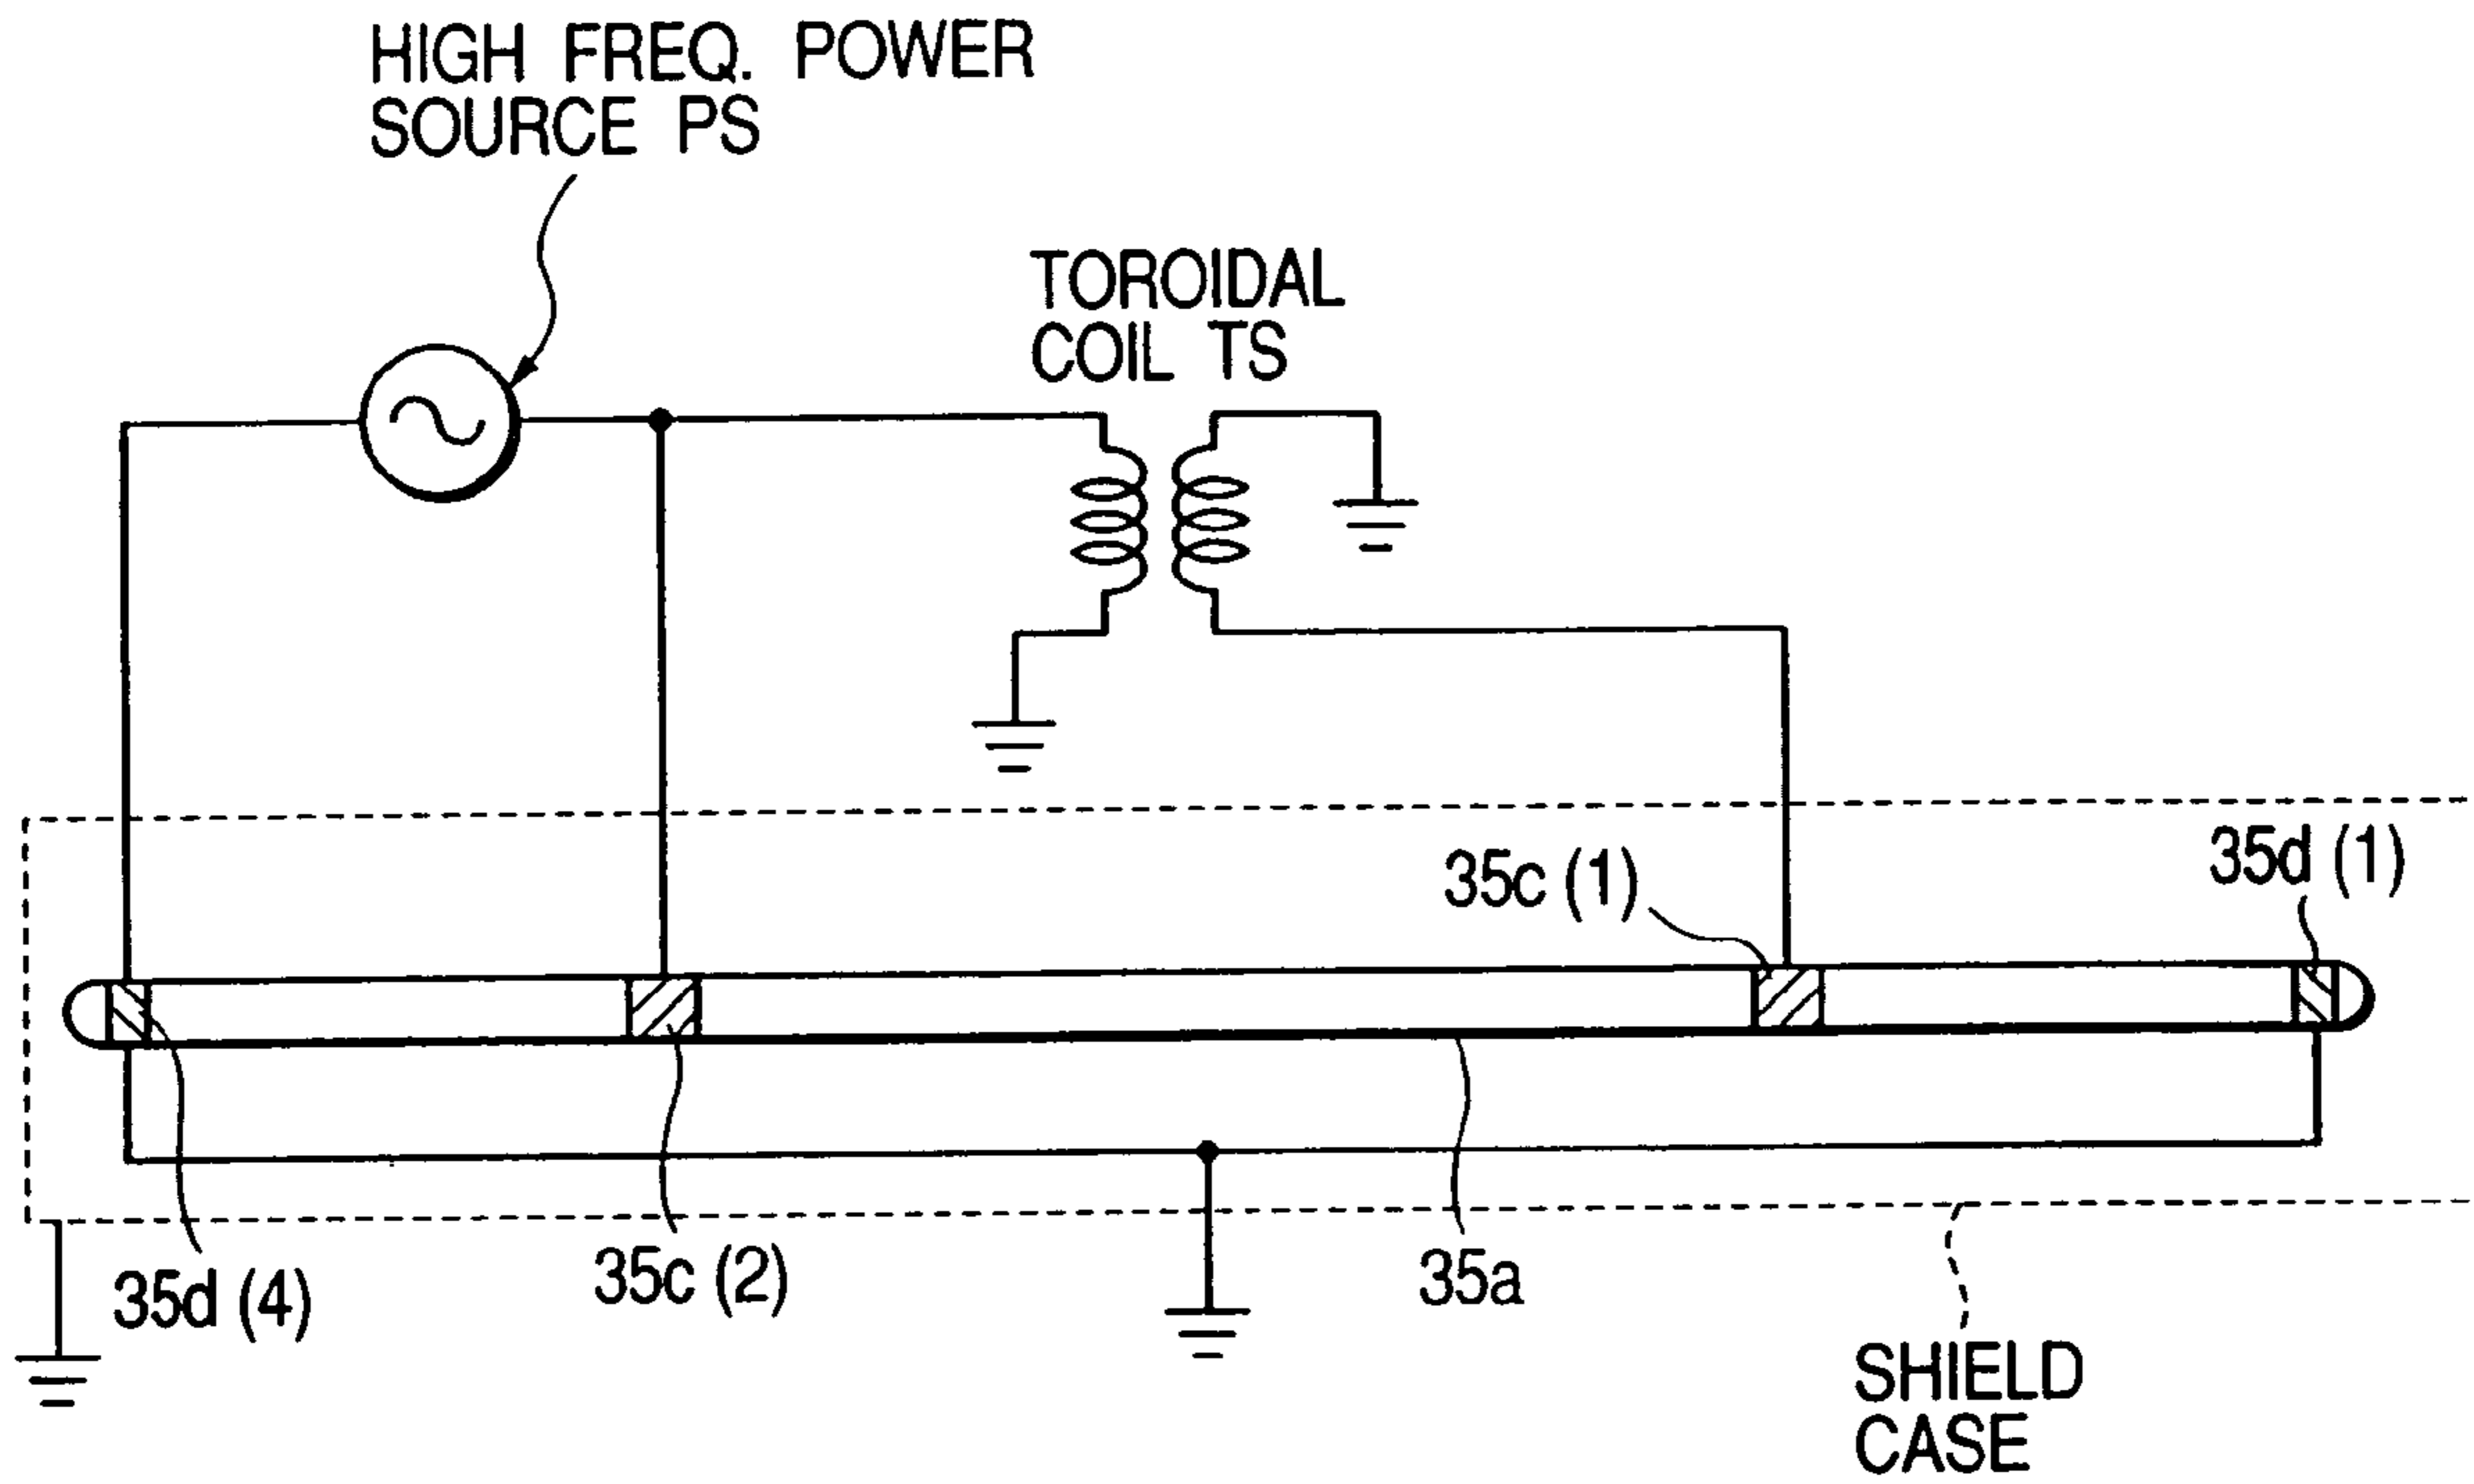 HIGH FREQ. POWER
SOURCE PS
TOROIDAL
COIL TS
35c (1)
35d (1)
35d (4)
35c (2)
35a
SHIELD
CASE